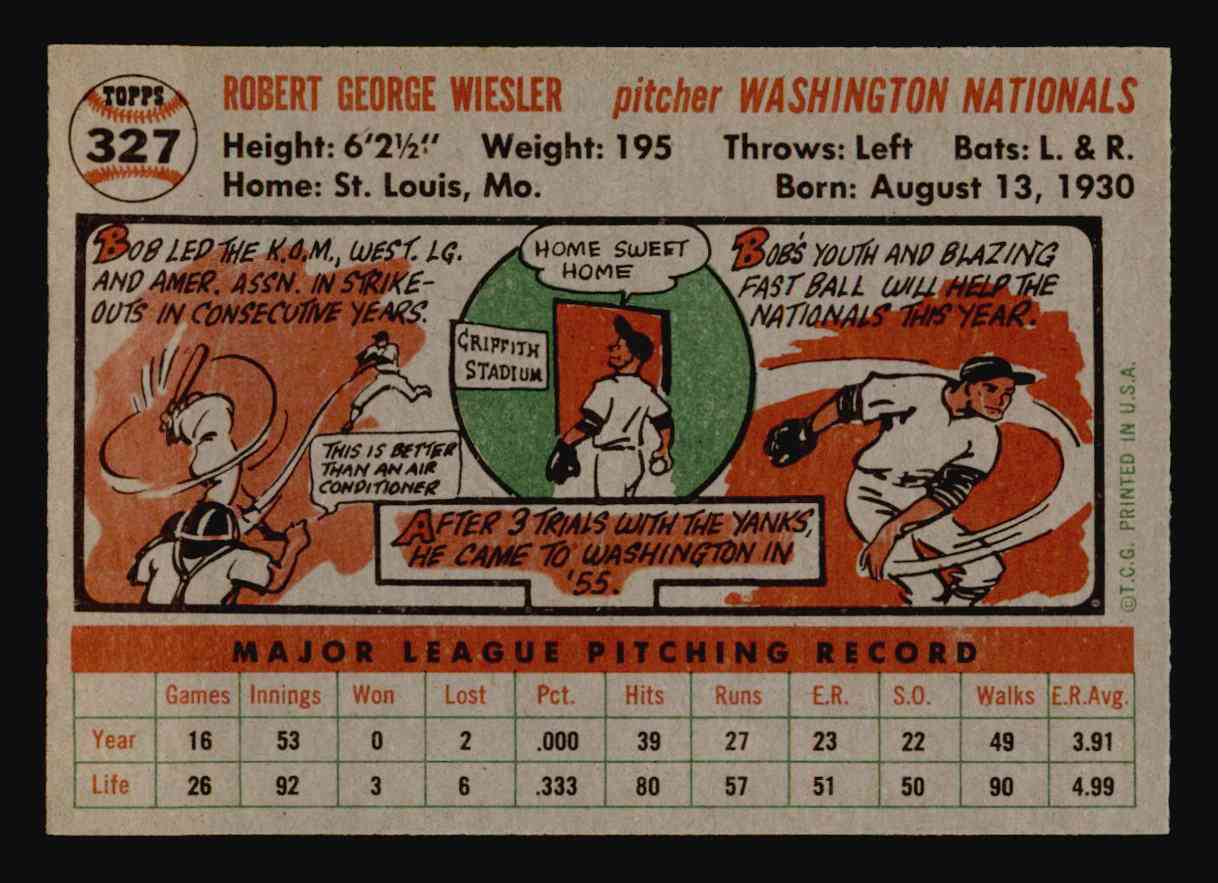 TOPPS
327
ROBERT GEORGE WIESLER pitcher WASHINGTON NATIONALS
Height: 6'2½" Weight: 195 Throws: Left Bats: L. & R.
Home: St. Louis, Mo. Born: August 13, 1930
BOB LED THE K.O.M., WEST. LG.
AND AMER. ASSN. IN STRIKE-
OUTS IN CONSECUTIVE YEARS.
THIS IS BETTER
THAN AN AIR
CONDITIONER
HOME SWEET
HOME
GRIFFITH
STADIUM
AFTER 3 TRIALS WITH THE YANKS,
HE CAME TO WASHINGTON IN
'55.
BOB'S YOUTH AND BLAZING
FAST BALL WILL HELP THE
NATIONALS THIS YEAR.
©T.C.G. PRINTED IN U.S.A.
MAJOR LEAGUE PITCHING RECORD
Games Innings Won Lost Pct. Hits Runs E.R. S.O. Walks E.R.Avg.
Year 16 53 0 2 .000 39 27 23 22 49 3.91
Life 26 92 3 6 .333 80 57 51 50 90 4.99